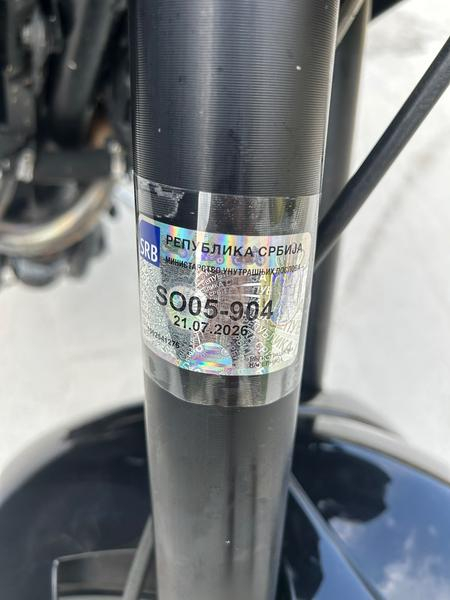 SRB
РЕПУБЛИКА СРБИЈА
МИНИСТАРСТВО УНУТРАШЊИХ ПОСЛОВА
SO05-904
21.07.2026